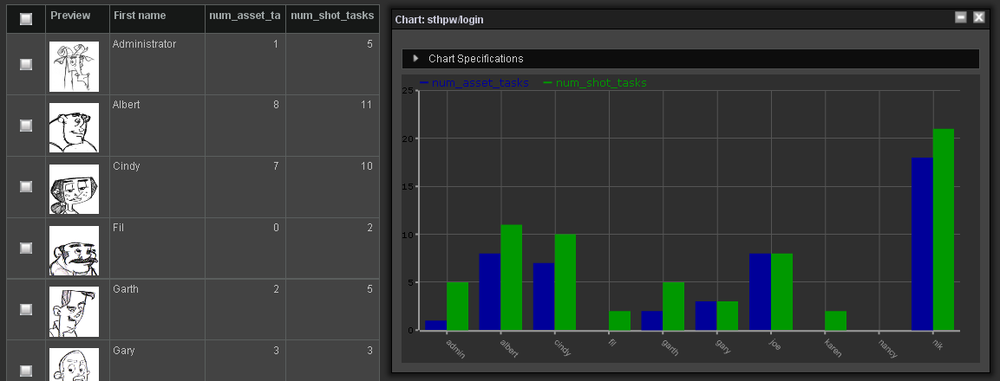 Preview First name num_asset_ta num_shot_tasks
Administrator 1 5
Albert 8 11
Cindy 7 10
Fil 0 2
Garth 2 5
Gary 3 3
Chart: sthpw/login
Chart Specifications
num_asset_tasks num_shot_tasks
25
20
15
10
5
0
admin albert cindy fil garth gary joe karen nancy nik